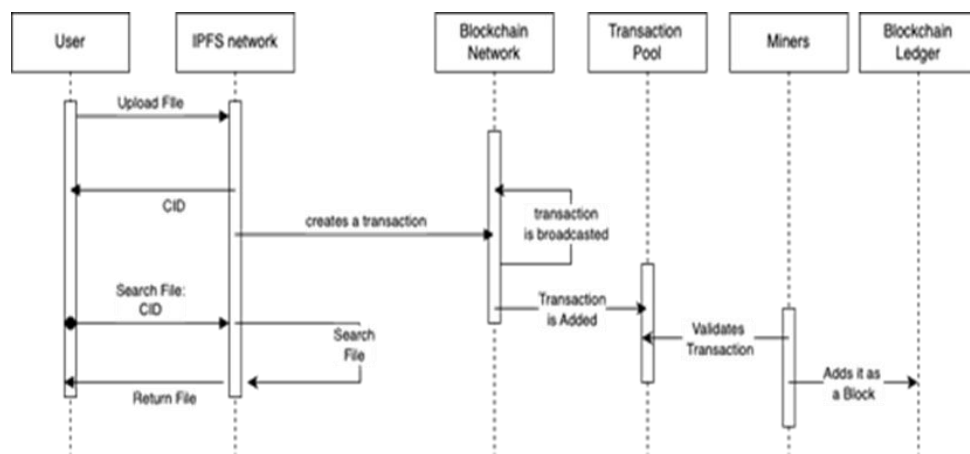 User
IPFS network
Blockchain
Network
Transaction
Pool
Miners
Blockchain
Ledger
Upload FIle
CID
creates a transaction
transaction
is broadcasted
Search File:
CID
Search
File
Return File
Transaction
is Added
Validates
Transaction
Adds it as
a Block